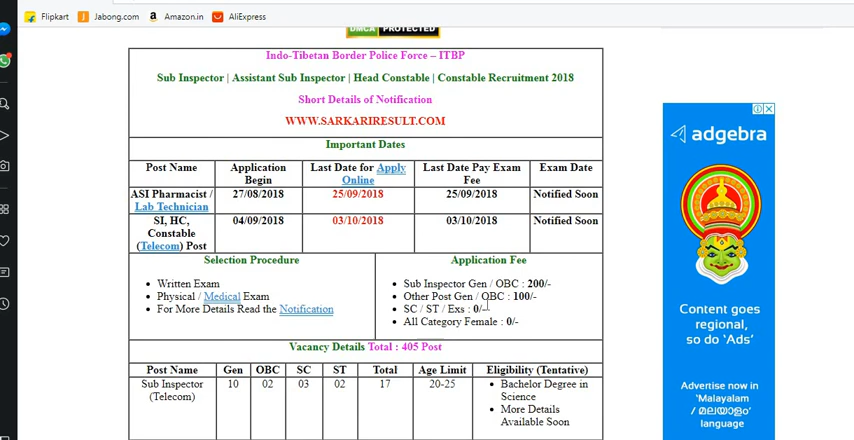 Flipkart Jabong.com Amazon.in AliExpress
DMCA PROTECTED
Indo-Tibetan Border Police Force – ITBP
Sub Inspector | Assistant Sub Inspector | Head Constable | Constable Recruitment 2018
Short Details of Notification
WWW.SARKARIRESULT.COM
Important Dates
Post Name Application Begin Last Date for Apply Online Last Date Pay Exam Fee Exam Date
ASI Pharmacist / Lab Technician 27/08/2018 25/09/2018 25/09/2018 Notified Soon
SI, HC, Constable (Telecom) Post 04/09/2018 03/10/2018 03/10/2018 Notified Soon
Selection Procedure
Written Exam
Physical / Medical Exam
For More Details Read the Notification
Application Fee
Sub Inspector Gen / OBC : 200/-
Other Post Gen / OBC : 100/-
SC / ST / Exs : 0/-
All Category Female : 0/-
Vacancy Details Total : 405 Post
Post Name Gen OBC SC ST Total Age Limit Eligibility (Tentative)
Sub Inspector (Telecom) 10 02 03 02 17 20-25
Bachelor Degree in Science
More Details Available Soon
adgebra
Content goes
regional,
so do ‘Ads’
Advertise now in
‘Malayalam
/ മലയാളം’
language